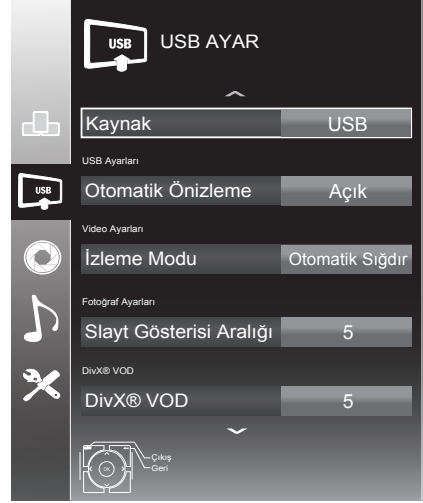 USB
USB AYAR
Kaynak
USB
USB Ayarları
USB
Otomatik Önizleme
Açık
Video Ayarları
İzleme Modu
Otomatik Sığdır
Fotoğraf Ayarları
Slayt Gösterisi Aralığı
5
DivX® VOD
DivX® VOD
5
OK
Çıkış
Geri